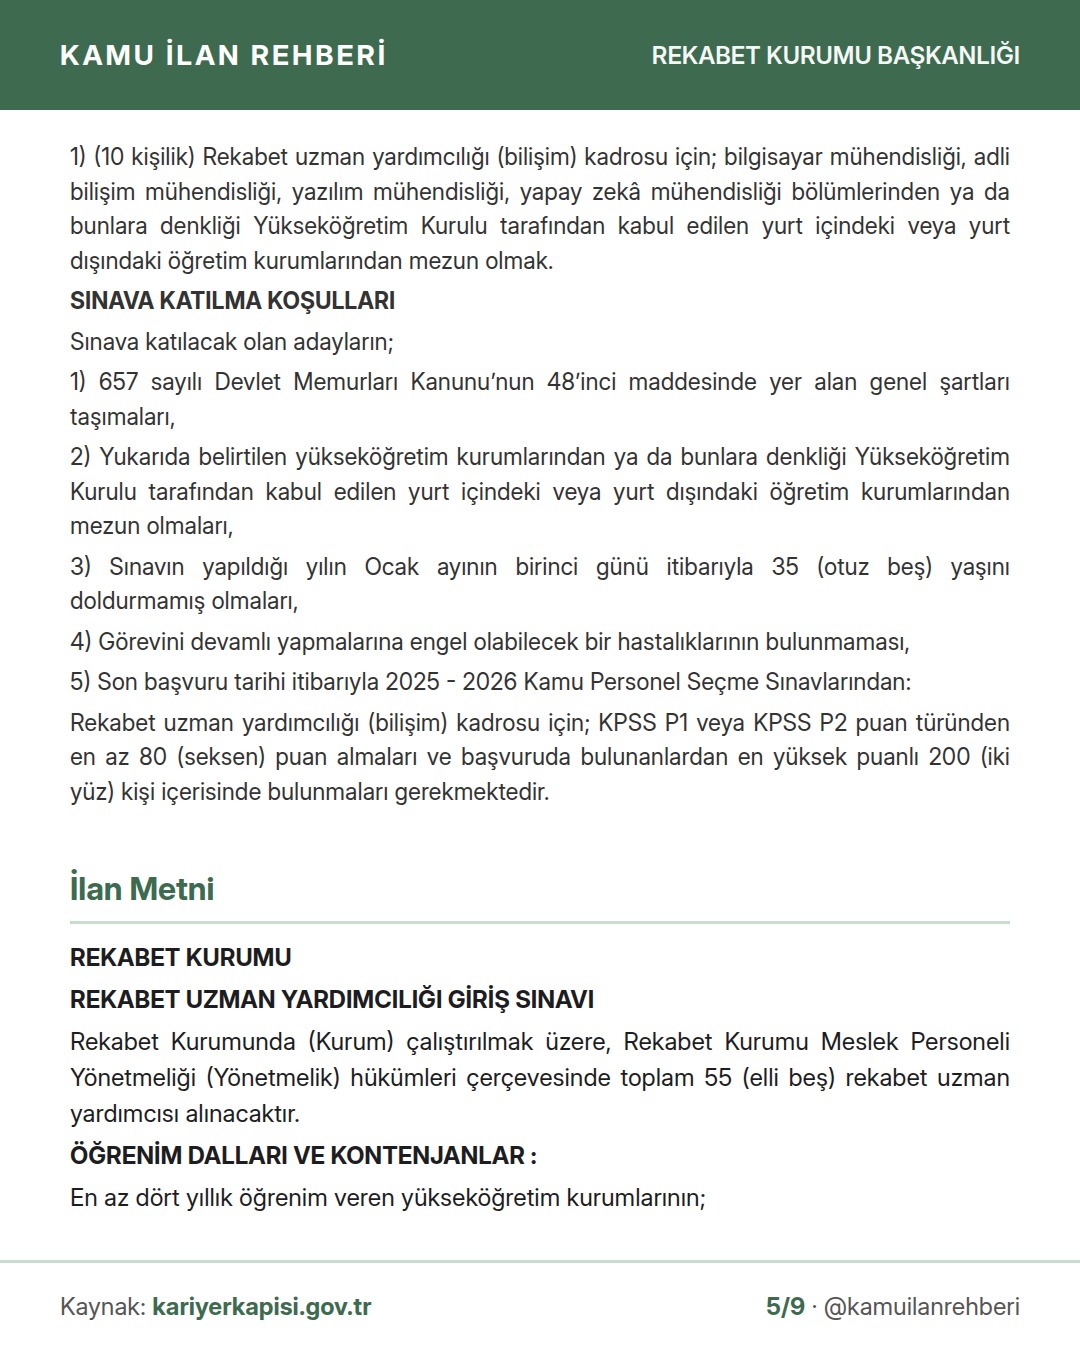 KAMU İLAN REHBERİ
REKABET KURUMU BAŞKANLIĞI
1) (10 kişilik) Rekabet uzman yardımcılığı (bilişim) kadrosu için; bilgisayar mühendisliği, adli
bilişim mühendisliği, yazılım mühendisliği, yapay zekâ mühendisliği bölümlerinden ya da
bunlara denkliği Yükseköğretim Kurulu tarafından kabul edilen yurt içindeki veya yurt
dışındaki öğretim kurumlarından mezun olmak.
SINAVA KATILMA KOŞULLARI
Sınava katılacak olan adayların;
1) 657 sayılı Devlet Memurları Kanunu’nun 48’inci maddesinde yer alan genel şartları
taşımaları,
2) Yukarıda belirtilen yükseköğretim kurumlarından ya da bunlara denkliği Yükseköğretim
Kurulu tarafından kabul edilen yurt içindeki veya yurt dışındaki öğretim kurumlarından
mezun olmaları,
3) Sınavın yapıldığı yılın Ocak ayının birinci günü itibarıyla 35 (otuz beş) yaşını
doldurmamış olmaları,
4) Görevini devamlı yapmalarına engel olabilecek bir hastalıklarının bulunmaması,
5) Son başvuru tarihi itibarıyla 2025 - 2026 Kamu Personel Seçme Sınavlarından:
Rekabet uzman yardımcılığı (bilişim) kadrosu için; KPSS P1 veya KPSS P2 puan türünden
en az 80 (seksen) puan almaları ve başvuruda bulunanlardan en yüksek puanlı 200 (iki
yüz) kişi içerisinde bulunmaları gerekmektedir.
İlan Metni
REKABET KURUMU
REKABET UZMAN YARDIMCILIĞI GİRİŞ SINAVI
Rekabet Kurumunda (Kurum) çalıştırılmak üzere, Rekabet Kurumu Meslek Personeli
Yönetmeliği (Yönetmelik) hükümleri çerçevesinde toplam 55 (elli beş) rekabet uzman
yardımcısı alınacaktır.
ÖĞRENİM DALLARI VE KONTENJANLAR :
En az dört yıllık öğrenim veren yükseköğretim kurumlarının;
Kaynak: kariyerkapisi.gov.tr
5/9 · @kamuilanrehberi